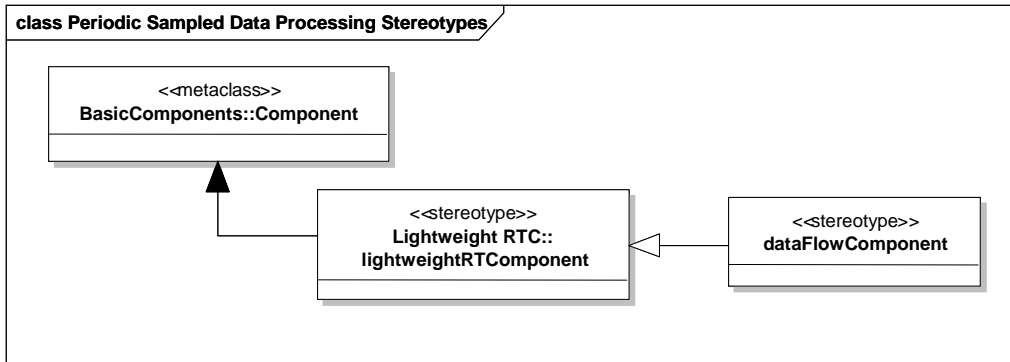 class Periodic Sampled Data Processing Stereotypes
<<metaclass>>
BasicComponents::Component
<<stereotype>>
Lightweight RTC::
lightweightRTComponent
<<stereotype>>
dataFlowComponent